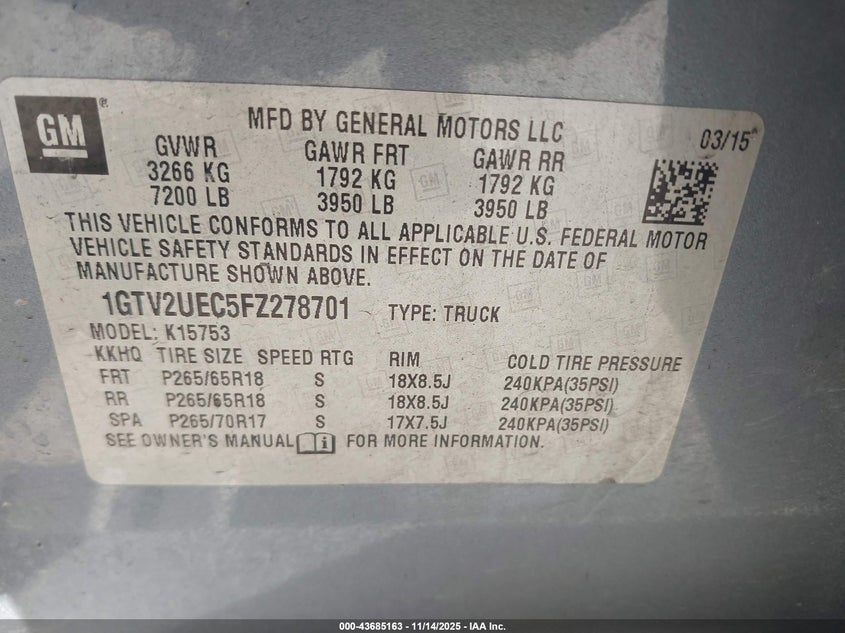 GM®
MFD BY GENERAL MOTORS LLC
03/15
GVWR GAWR FRT GAWR RR
3266 KG 1792 KG 1792 KG
7200 LB 3950 LB 3950 LB
THIS VEHICLE CONFORMS TO ALL APPLICABLE U.S. FEDERAL MOTOR
VEHICLE SAFETY STANDARDS IN EFFECT ON THE DATE OF
MANUFACTURE SHOWN ABOVE.
1GTV2UEC5FZ278701 TYPE: TRUCK
MODEL: K15753
KKHQ TIRE SIZE SPEED RTG RIM COLD TIRE PRESSURE
FRT P265/65R18 S 18X8.5J 240KPA(35PSI)
RR P265/65R18 S 18X8.5J 240KPA(35PSI)
SPA P265/70R17 S 17X7.5J 240KPA(35PSI)
SEE OWNER'S MANUAL FOR MORE INFORMATION.
000-43685163 - 11/14/2025 - IAA Inc.